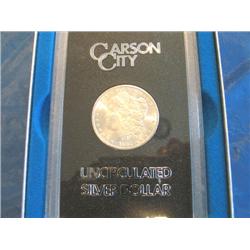 CARSON
CITY
UNCIRCULATED
SILVER DOLLAR